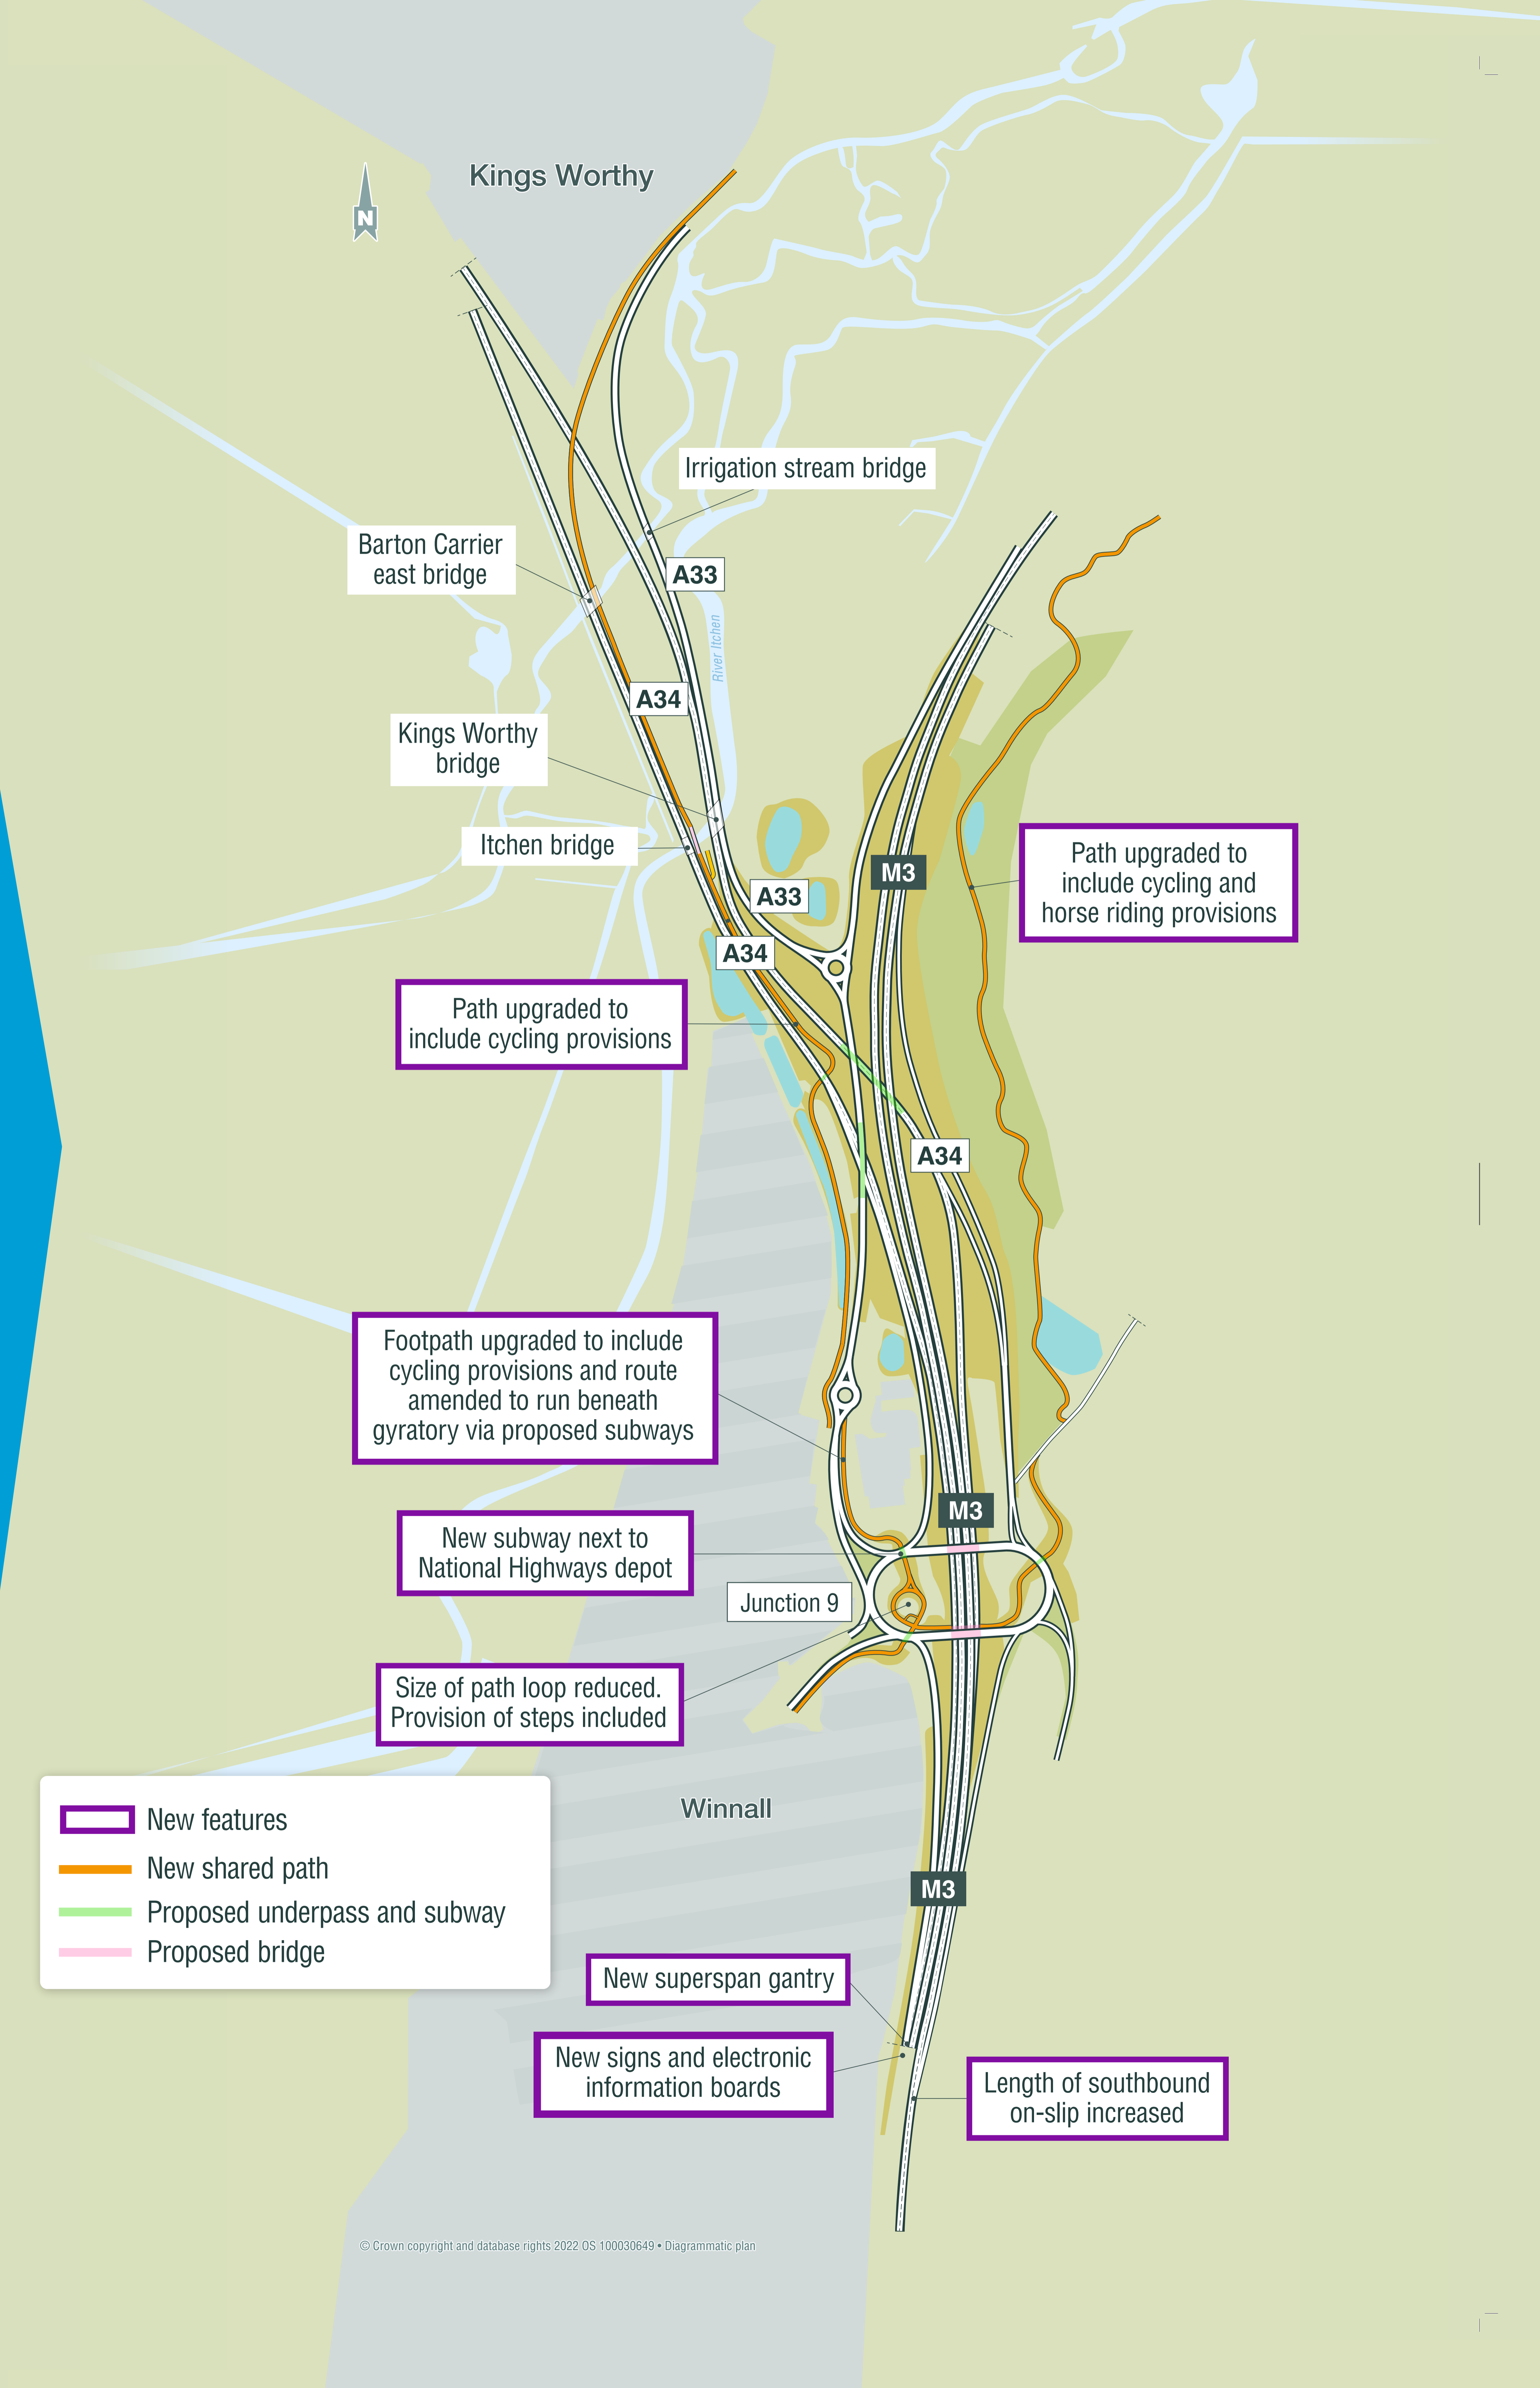 Kings Worthy
N
Irrigation stream bridge
Barton Carrier
east bridge
A33
River Itchen
A34
Kings Worthy
bridge
Itchen bridge
A33
M3
Path upgraded to
include cycling and
horse riding provisions
A34
Path upgraded to
include cycling provisions
A34
Footpath upgraded to include
cycling provisions and route
amended to run beneath
gyratory via proposed subways
M3
New subway next to
National Highways depot
Junction 9
Size of path loop reduced.
Provision of steps included
Winnall
New features
New shared path
Proposed underpass and subway
Proposed bridge
M3
New superspan gantry
New signs and electronic
information boards
Length of southbound
on-slip increased
© Crown copyright and database rights 2022 OS 100030649 • Diagrammatic plan